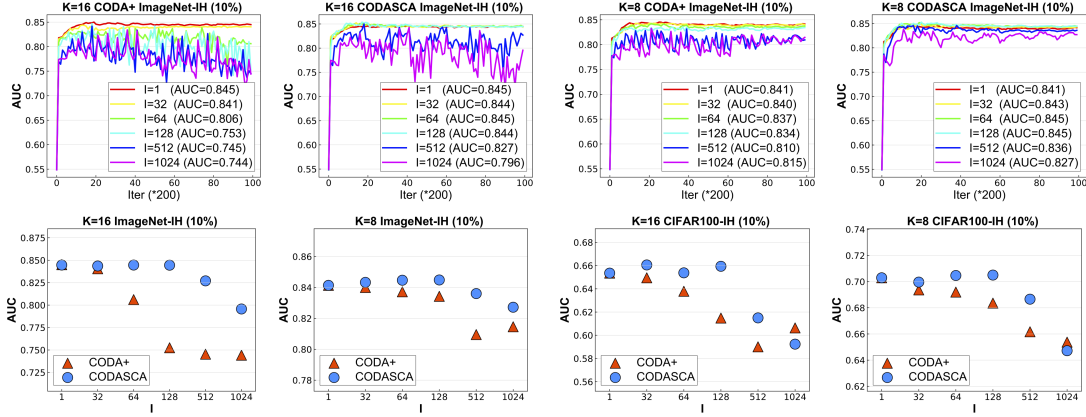 K=16 CODA+ ImageNet-IH (10%)
AUC
0.85
0.80
0.75
0.70
0.65
0.60
0.55
I=1 (AUC=0.845)
I=32 (AUC=0.841)
I=64 (AUC=0.806)
I=128 (AUC=0.753)
I=512 (AUC=0.745)
I=1024 (AUC=0.744)
0 20 40 60 80 100
Iter (*200)
K=16 CODASCA ImageNet-IH (10%)
AUC
0.85
0.80
0.75
0.70
0.65
0.60
0.55
I=1 (AUC=0.845)
I=32 (AUC=0.844)
I=64 (AUC=0.845)
I=128 (AUC=0.844)
I=512 (AUC=0.827)
I=1024 (AUC=0.796)
0 20 40 60 80 100
Iter (*200)
K=8 CODA+ ImageNet-IH (10%)
AUC
0.85
0.80
0.75
0.70
0.65
0.60
0.55
I=1 (AUC=0.841)
I=32 (AUC=0.840)
I=64 (AUC=0.837)
I=128 (AUC=0.834)
I=512 (AUC=0.810)
I=1024 (AUC=0.815)
0 20 40 60 80 100
Iter (*200)
K=8 CODASCA ImageNet-IH (10%)
AUC
0.85
0.80
0.75
0.70
0.65
0.60
0.55
I=1 (AUC=0.841)
I=32 (AUC=0.843)
I=64 (AUC=0.845)
I=128 (AUC=0.845)
I=512 (AUC=0.836)
I=1024 (AUC=0.827)
0 20 40 60 80 100
Iter (*200)
K=16 ImageNet-IH (10%)
AUC
0.875
0.850
0.825
0.800
0.775
0.750
0.725
CODA+
CODASCA
1 32 64 128 512 1024
I
K=8 ImageNet-IH (10%)
AUC
0.86
0.84
0.82
0.80
0.78
CODA+
CODASCA
1 32 64 128 512 1024
I
K=16 CIFAR100-IH (10%)
AUC
0.68
0.66
0.64
0.62
0.60
0.58
0.56
CODA+
CODASCA
1 32 64 128 512 1024
I
K=8 CIFAR100-IH (10%)
AUC
0.74
0.72
0.70
0.68
0.66
0.64
0.62
CODA+
CODASCA
1 32 64 128 512 1024
I